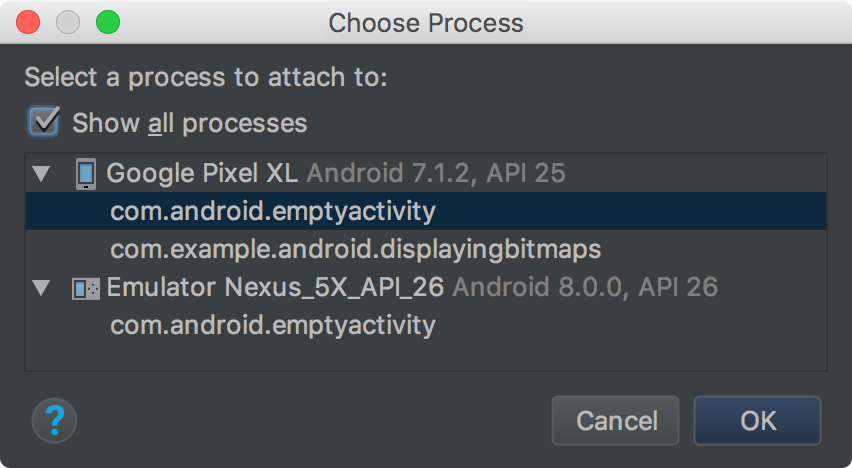 Choose Process
Select a process to attach to:
Show all processes
Google Pixel XL Android 7.1.2, API 25
com.android.emptyactivity
com.example.android.displayingbitmaps
Emulator Nexus_5X_API_26 Android 8.0.0, API 26
com.android.emptyactivity
? Cancel OK